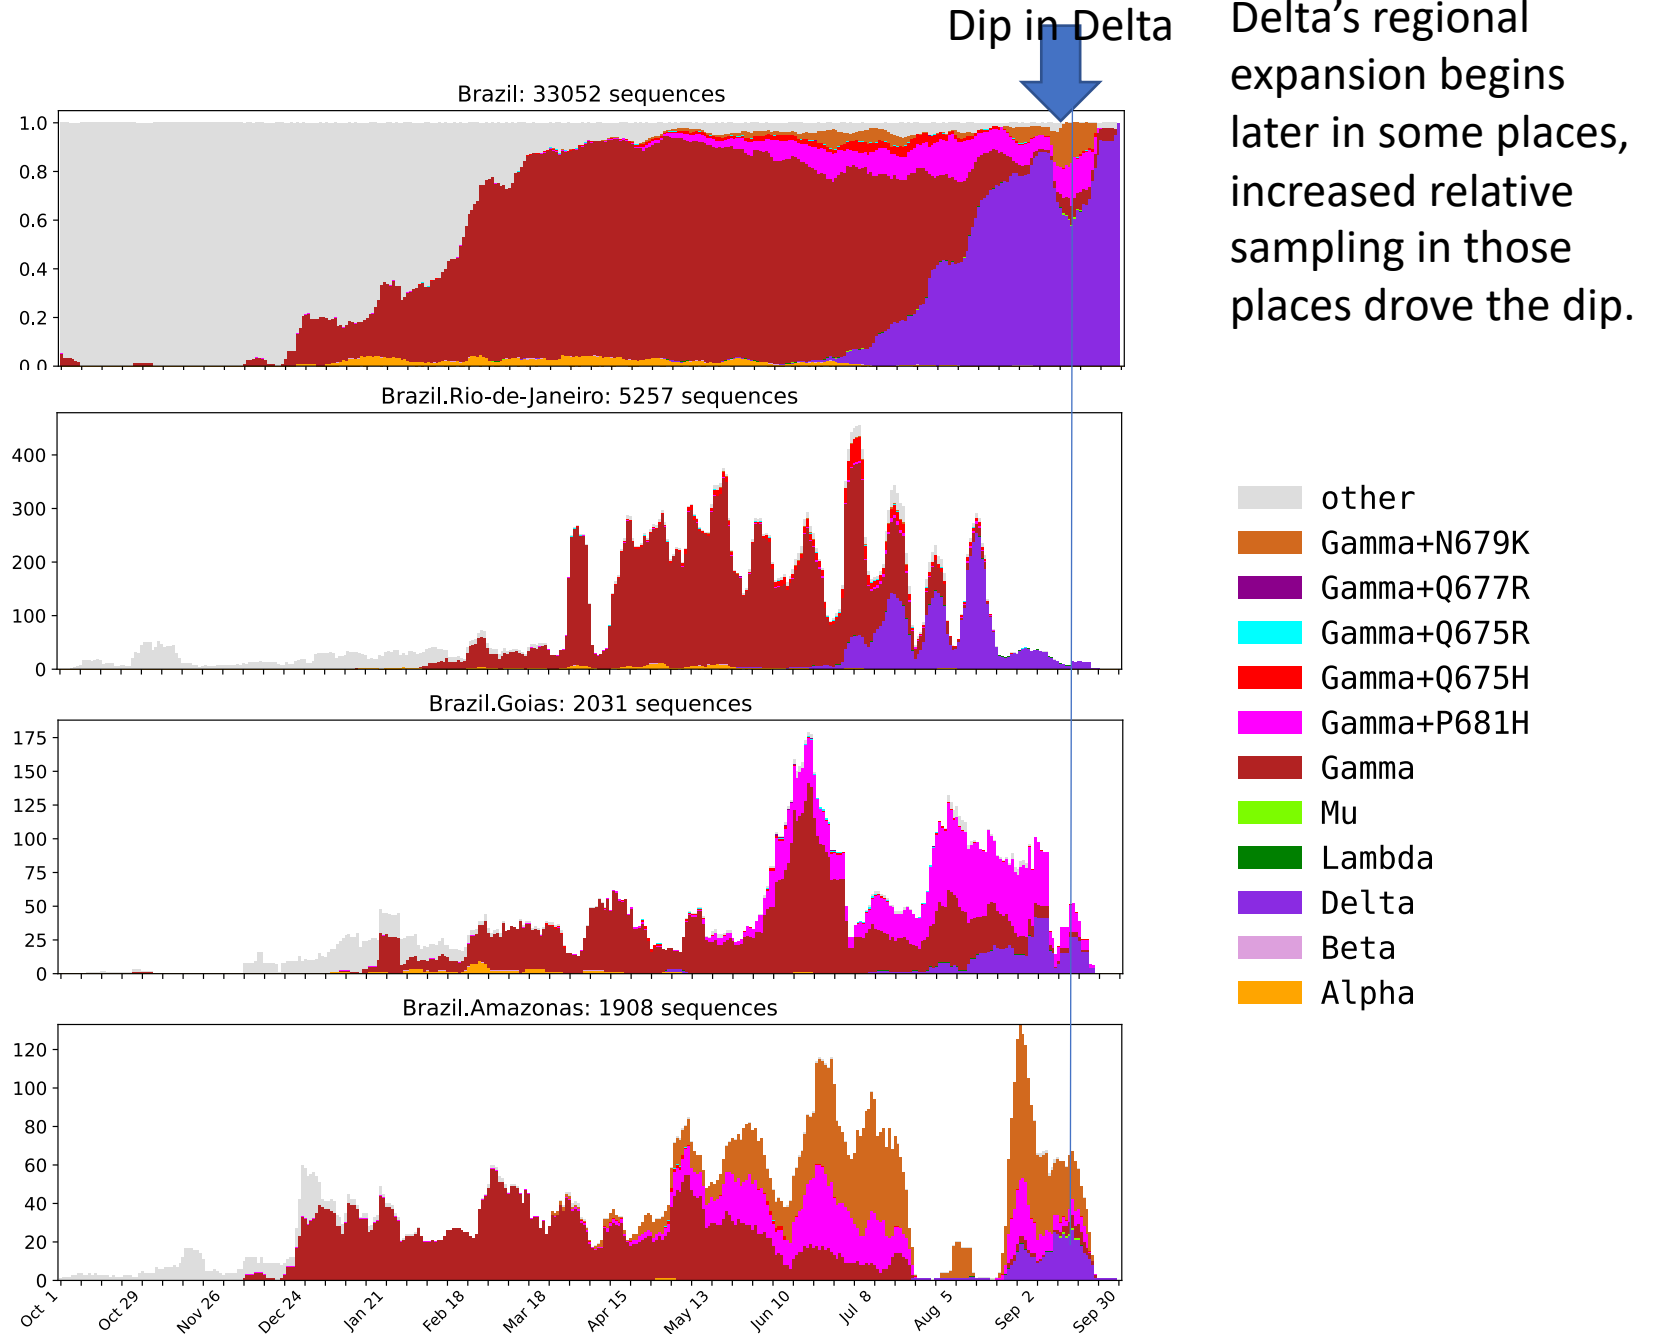 Dip in Delta
Delta’s regional
expansion begins
later in some places,
increased relative
sampling in those
places drove the dip.
Brazil: 33052 sequences
1.0
0.8
0.6
0.4
0.2
0.0
Brazil.Rio-de-Janeiro: 5257 sequences
400
300
200
100
0
Brazil.Goias: 2031 sequences
175
150
125
100
75
50
25
0
Brazil.Amazonas: 1908 sequences
120
100
80
60
40
20
0
Oct 1
Oct 29
Nov 26
Dec 24
Jan 21
Feb 18
Mar 18
Apr 15
May 13
Jun 10
Jul 8
Aug 5
Sep 2
Sep 30
other
Gamma+N679K
Gamma+Q677R
Gamma+Q675R
Gamma+Q675H
Gamma+P681H
Gamma
Mu
Lambda
Delta
Beta
Alpha